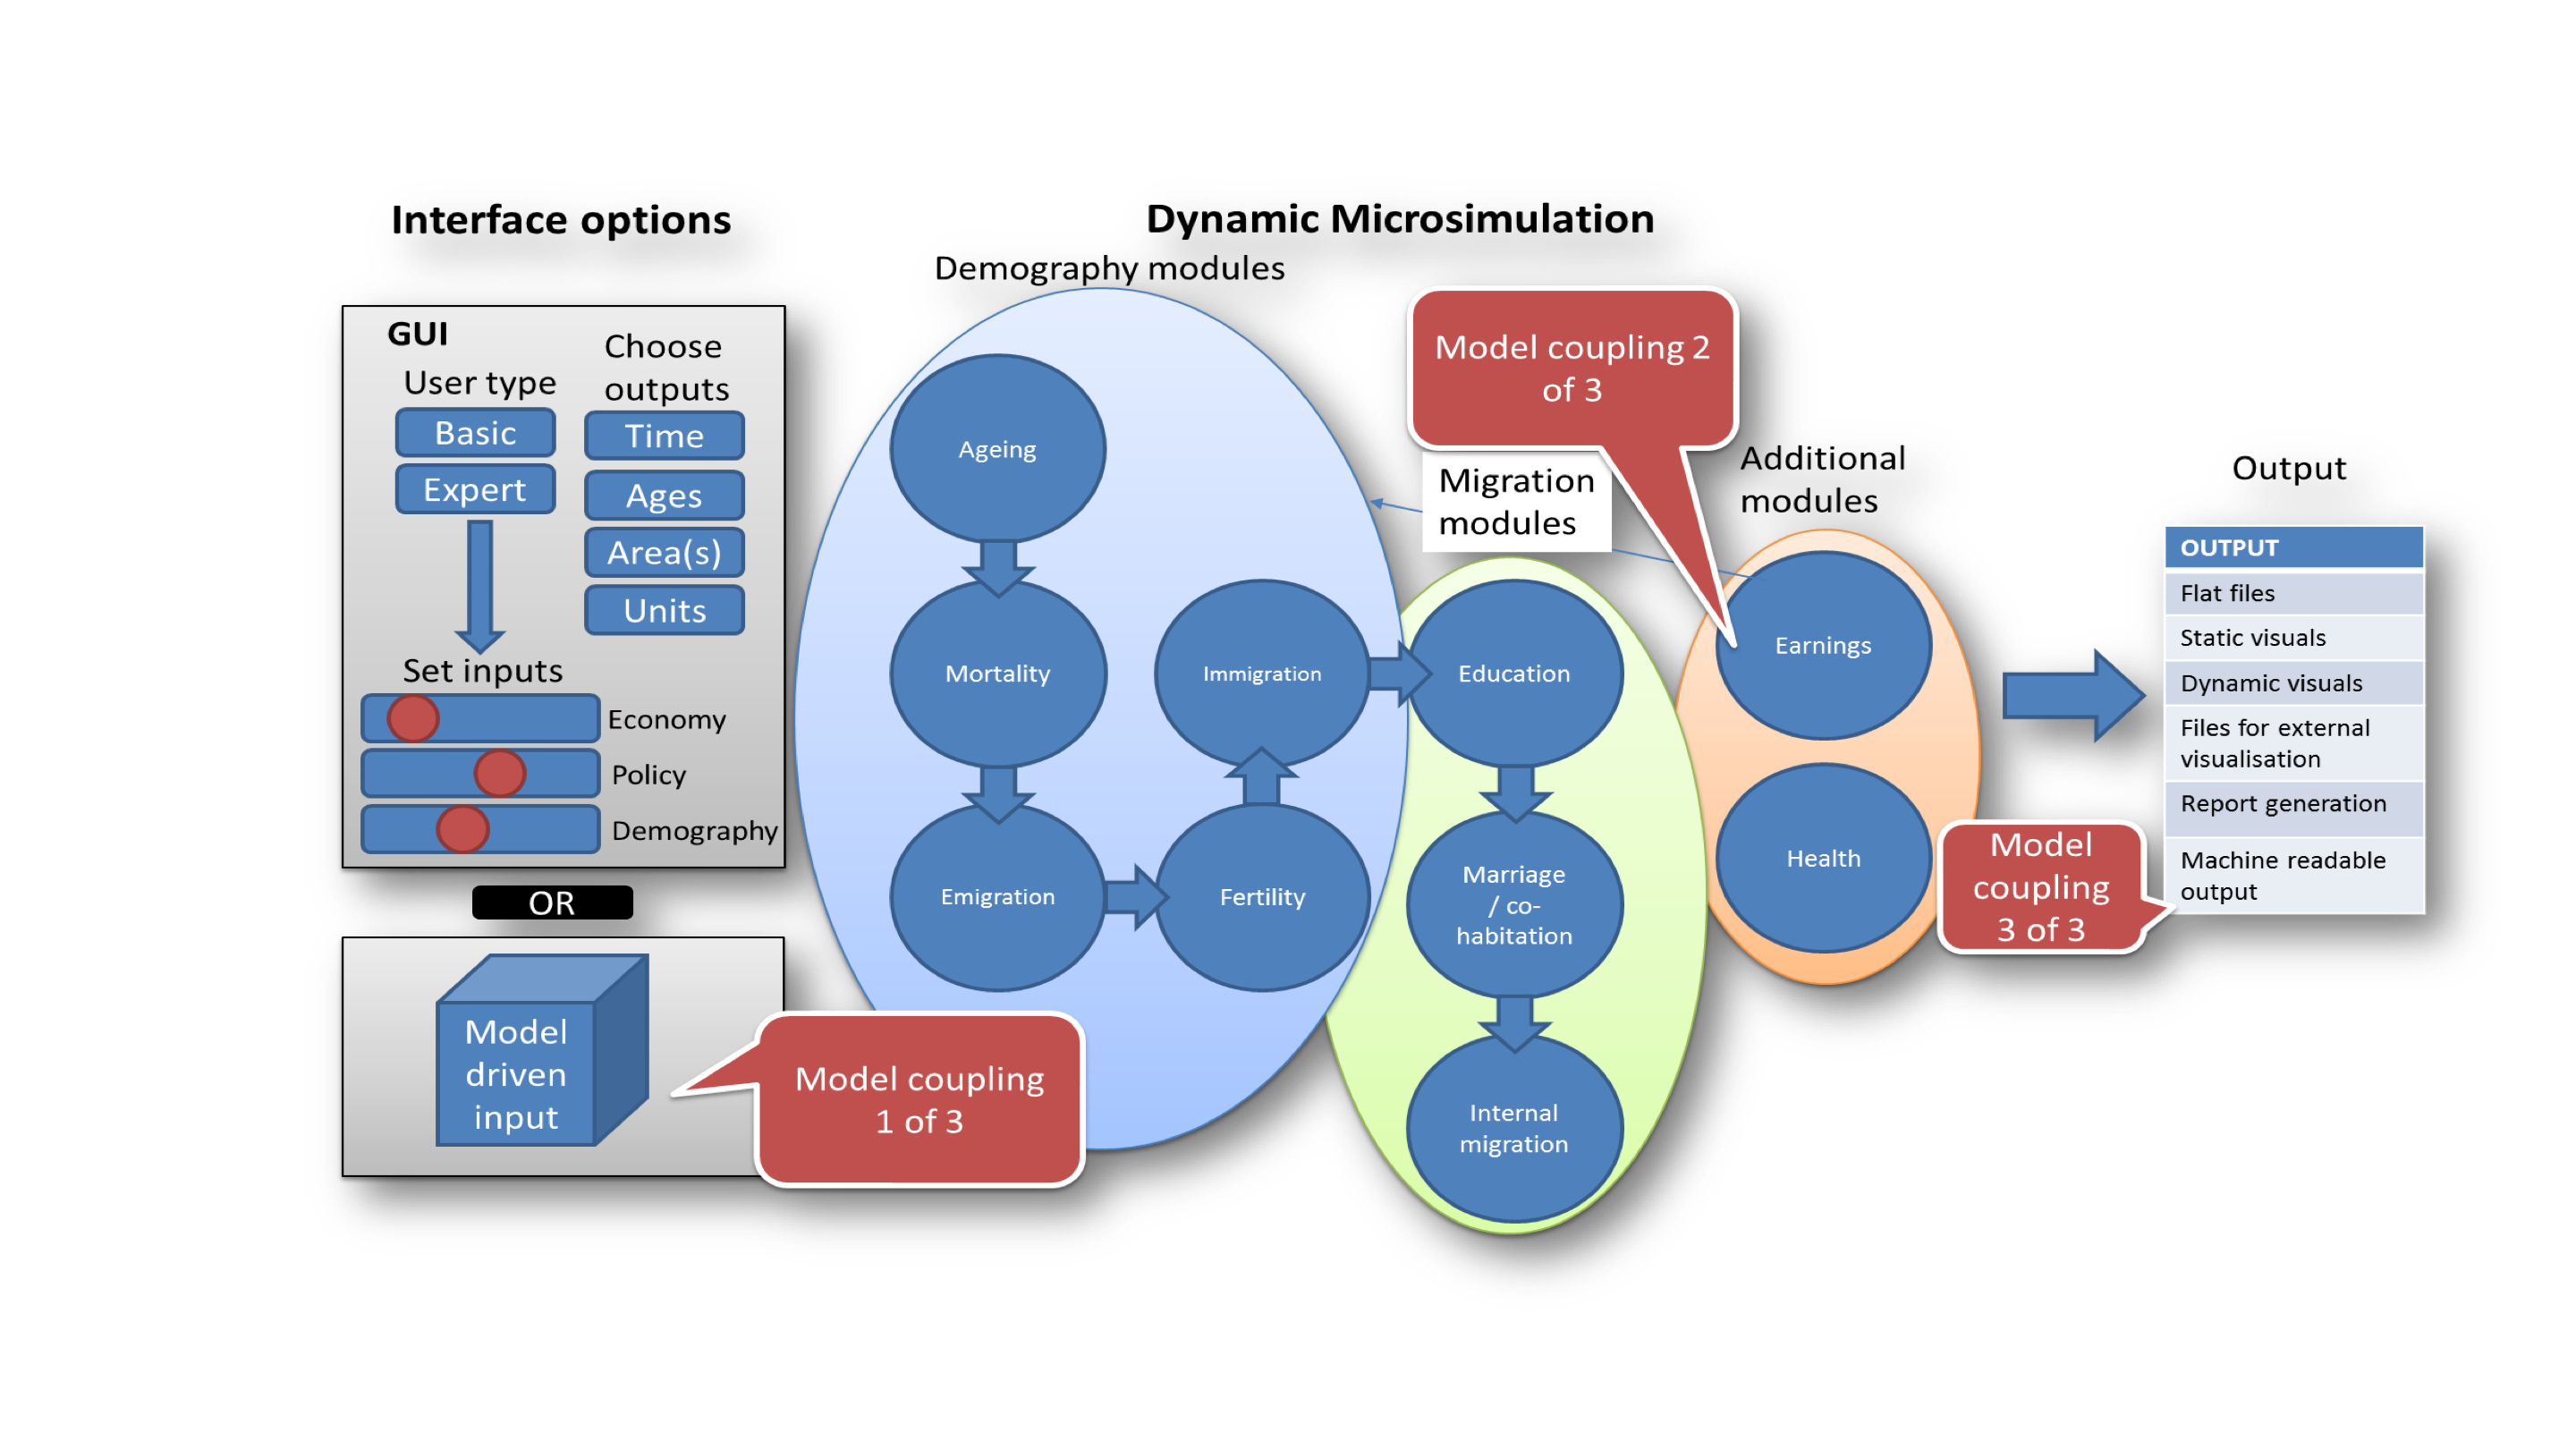 Interface options
GUI
User type
Basic
Expert
Choose
outputs
Time
Ages
Area(s)
Units
Set inputs
Economy
Policy
Demography
OR
Model
driven
input
Model coupling
1 of 3
Dynamic Microsimulation
Demography modules
Ageing
Mortality
Emigration
Fertility
Immigration
Model coupling 2
of 3
Migration
modules
Education
Marriage
/ co-
habitation
Internal
migration
Additional
modules
Earnings
Health
Model
coupling
3 of 3
Output
OUTPUT
Flat files
Static visuals
Dynamic visuals
Files for external
visualisation
Report generation
Machine readable
output